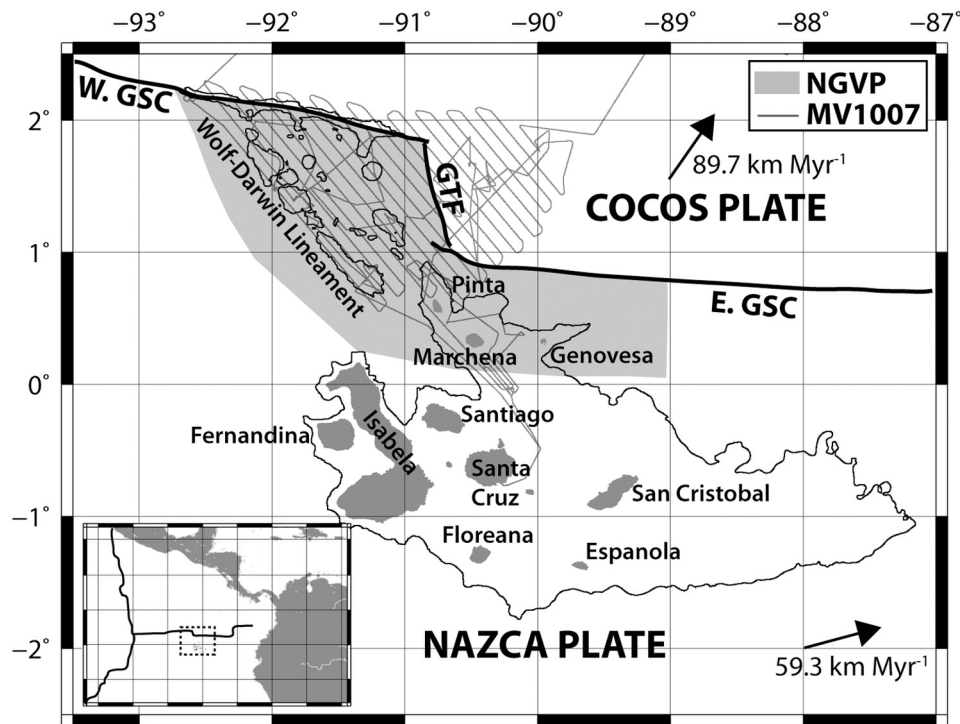 −93° −92° −91° −90° −89° −88° −87°
W. GSC
NGVP
MV1007
2°
Wolf-Darwin Lineament
GTF
89.7 km Myr⁻¹
COCOS PLATE
1°
Pinta
E. GSC
Marchena
Genovesa
0°
Fernandina
Isabela
Santiago
Santa
Cruz
San Cristobal
−1°
Floreana
Espanola
NAZCA PLATE
−2°
59.3 km Myr⁻¹